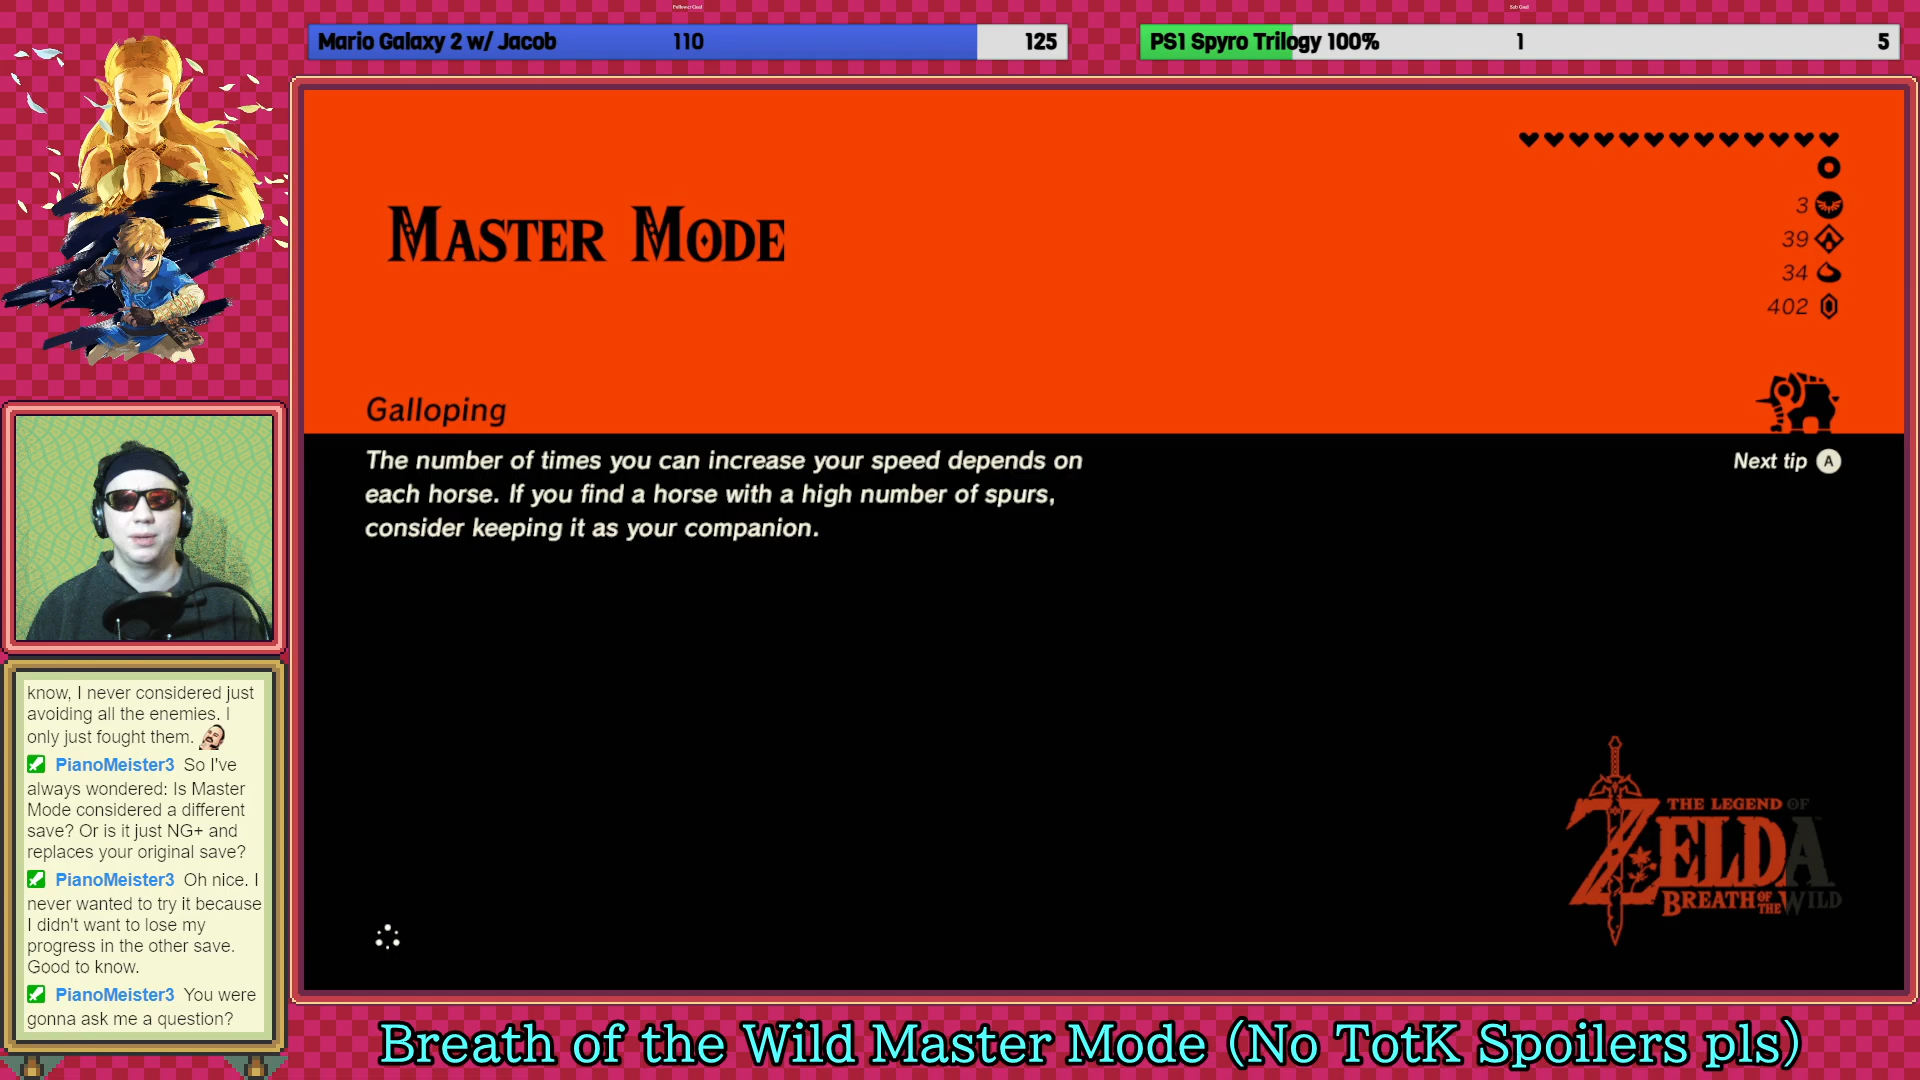 Follower Goal
Sub Goal
Mario Galaxy 2 w/ Jacob 110 125
PS1 Spyro Trilogy 100% 1 5
MASTER MODE
3
39
34
402
Galloping
The number of times you can increase your speed depends on
each horse. If you find a horse with a high number of spurs,
consider keeping it as your companion.
Next tip A
know, I never considered just
avoiding all the enemies. I
only just fought them.
PianoMeister3 So I've
always wondered: Is Master
Mode considered a different
save? Or is it just NG+ and
replaces your original save?
PianoMeister3 Oh nice. I
never wanted to try it because
I didn't want to lose my
progress in the other save.
Good to know.
PianoMeister3 You were
gonna ask me a question?
THE LEGEND OF
ZELDA
BREATH OF THE WILD
Breath of the Wild Master Mode (No TotK Spoilers pls)